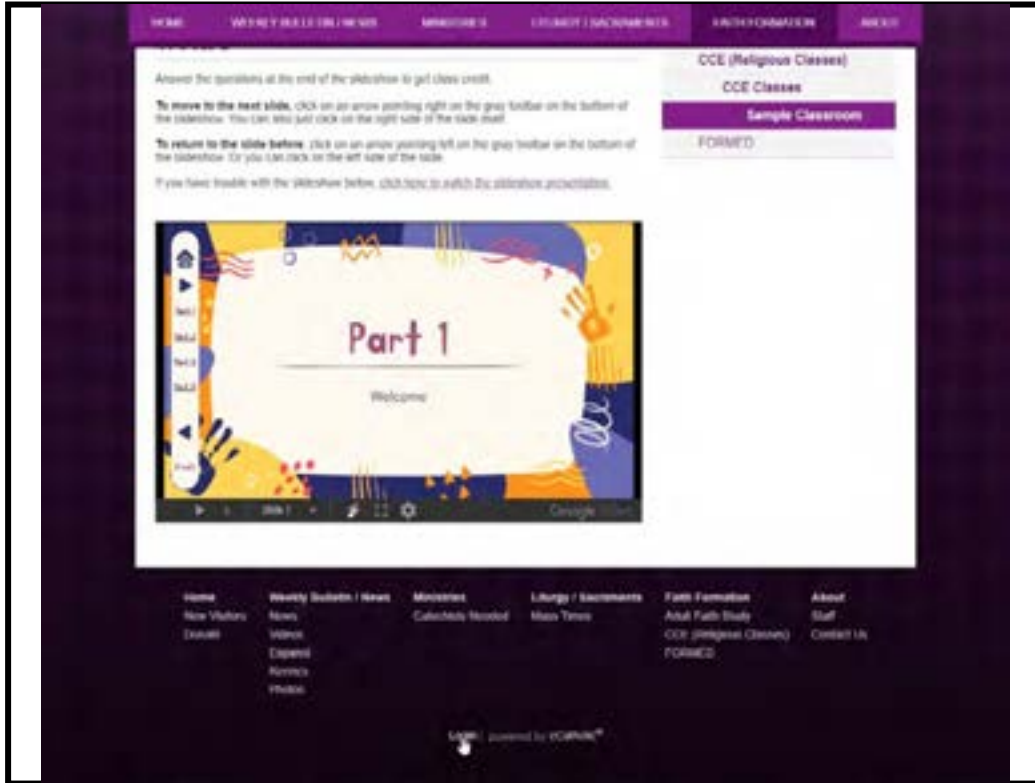 HOME WEEKLY BULLETIN / NEWS MINISTRIES LITURGY / SACRAMENTS FAITH FORMATION ABOUT
Answer the questions at the end of the slideshow to get class credit.
To move to the next slide, click on an arrow pointing right on the gray toolbar on the bottom of
the slideshow. You can also just click on the right side of the slide itself.
To return to the slide before, click on an arrow pointing left on the gray toolbar on the bottom of
the slideshow. Or you can click on the left side of the slide.
If you have trouble with the slideshow below, click here to watch the slideshow presentation.
CCE (Religious Classes)
CCE Classes
Sample Classroom
FORMED
Part 1
Welcome
Slide 1
Google
Home
New Visitors
Donate
Weekly Bulletin / News
News
Videos
Espanol
Photos
Ministries
Catechists Needed
Liturgy / Sacraments
Mass Times
Faith Formation
Adult Faith Study
CCE (Religious Classes)
FORMED
About
Staff
Contact Us
Login | powered by eCatholic®